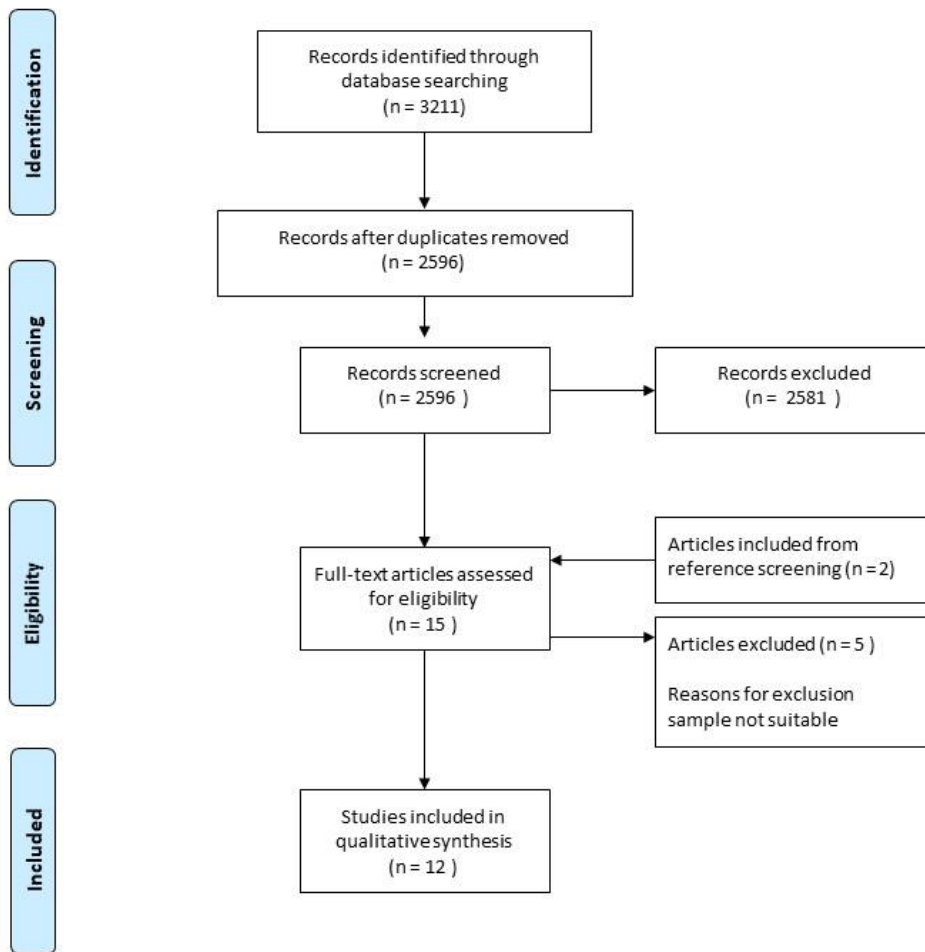 Identification
Records identified through
database searching
(n = 3211)
Records after duplicates removed
(n = 2596)
Screening
Records screened
(n = 2596 )
Records excluded
(n = 2581 )
Eligibility
Full-text articles assessed
for eligibility
(n = 15 )
Articles included from
reference screening (n = 2)
Articles excluded (n = 5 )
Reasons for exclusion
sample not suitable
Included
Studies included in
qualitative synthesis
(n = 12 )